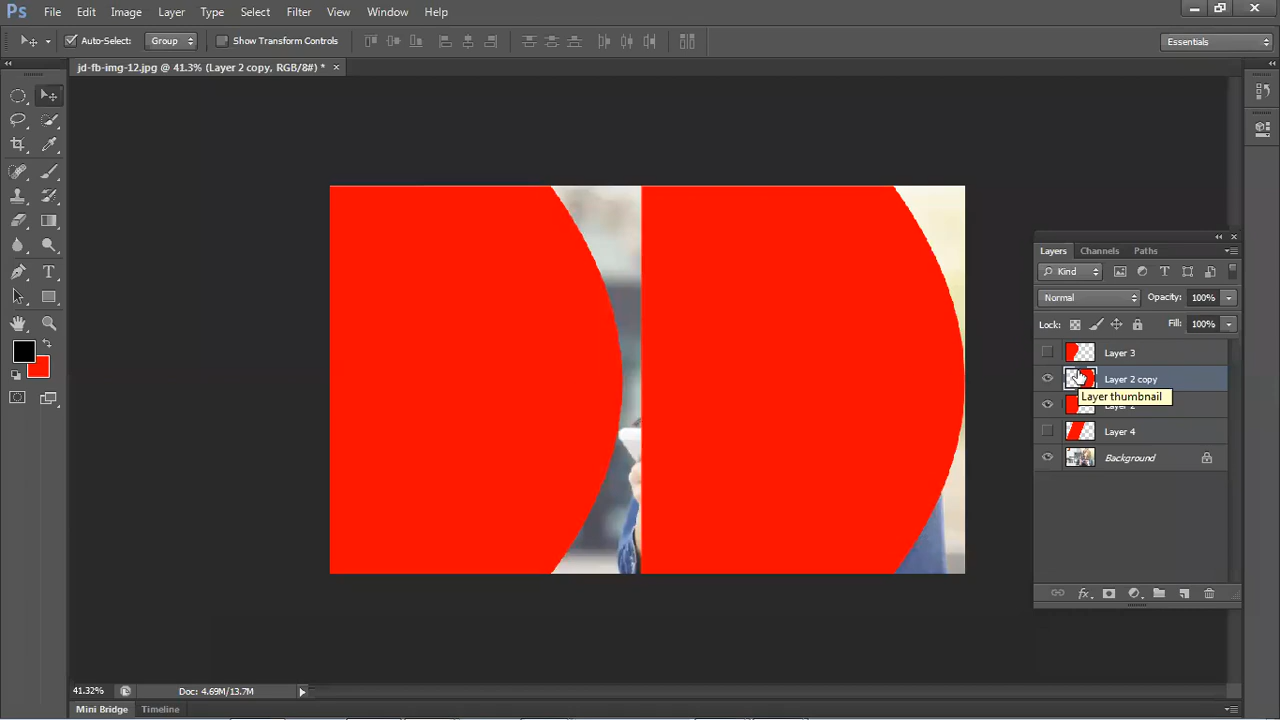 Ps File Edit Image Layer Type Select Filter View Window Help
Auto-Select: Group Show Transform Controls Essentials
jd-fb-img-12.jpg @ 41.3% (Layer 2 copy, RGB/8#) * ×
Layers Channels Paths
Kind
Normal Opacity: 100%
Lock: Fill: 100%
Layer 3
Layer 2 copy
Layer thumbnail
Layer 2
Layer 4
Background
41.32% Doc: 4.69M/13.7M
Mini Bridge Timeline